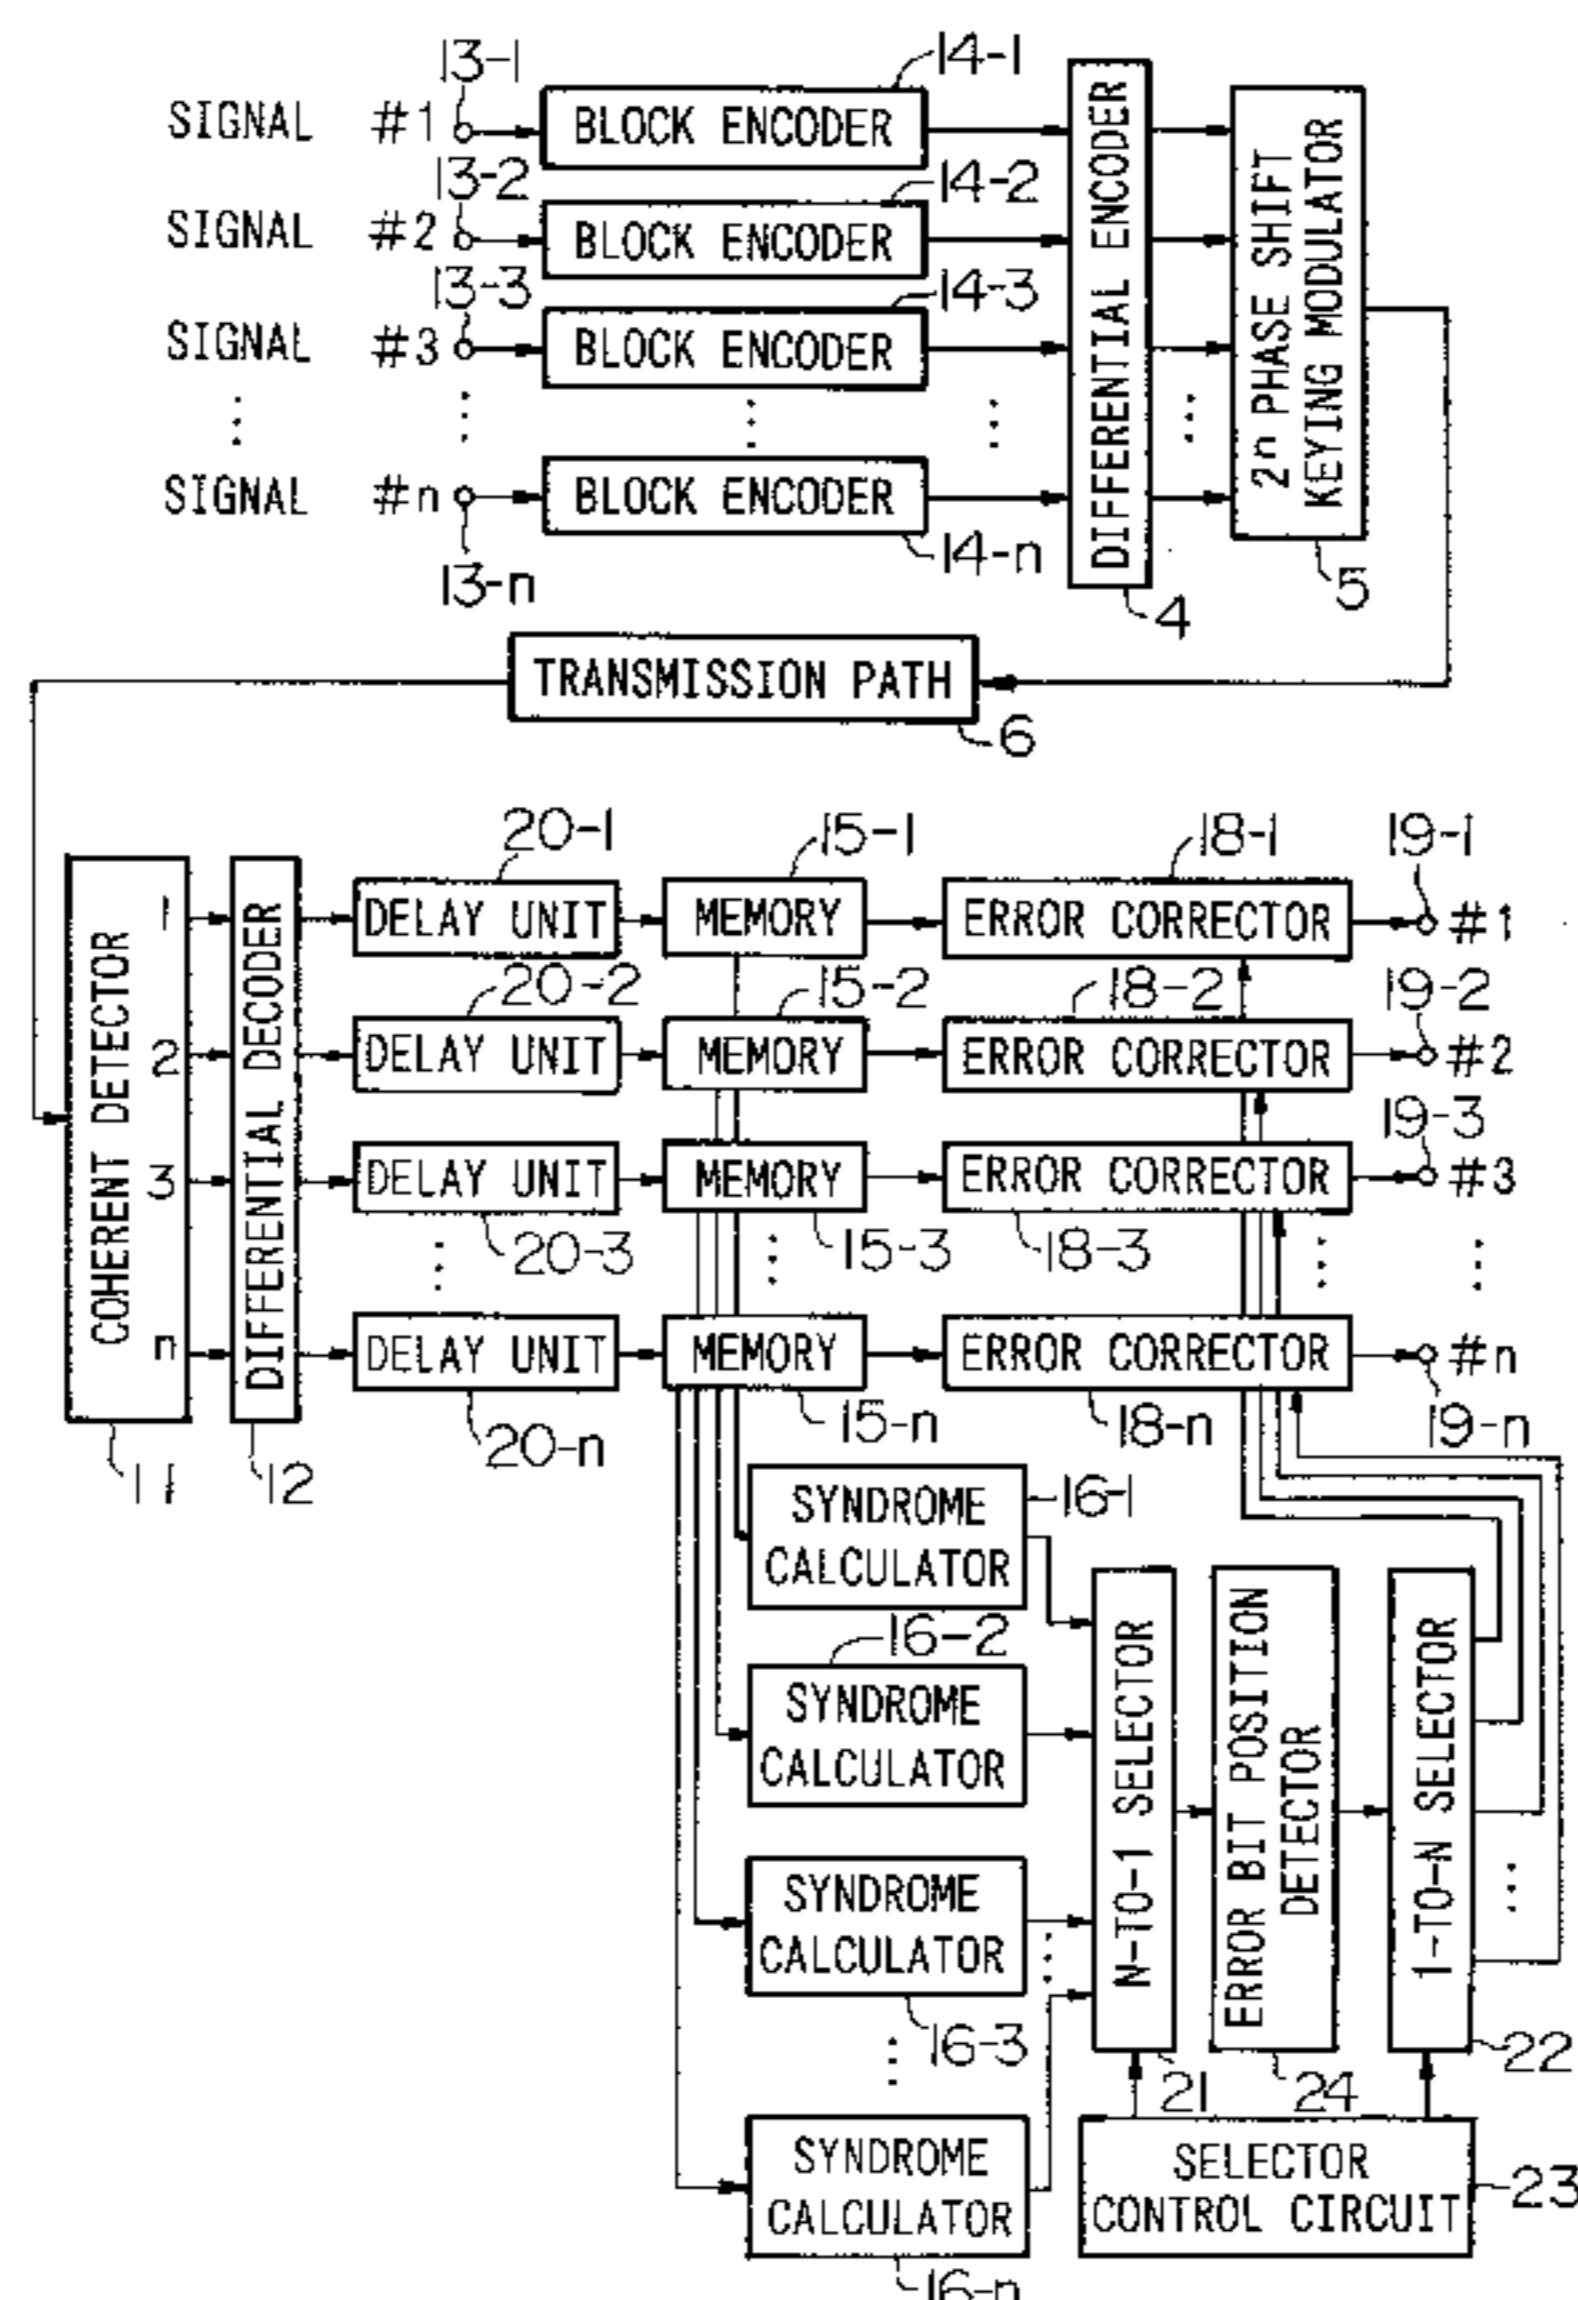 13-1
14-1
SIGNAL #1
BLOCK ENCODER
13-2
14-2
SIGNAL #2
BLOCK ENCODER
13-3
14-3
SIGNAL #3
BLOCK ENCODER
SIGNAL #n
BLOCK ENCODER
13-n
14-n
DIFFERENTIAL ENCODER
4
2n PHASE SHIFT
KEYING MODULATOR
5
TRANSMISSION PATH
6
COHERENT DETECTOR
1
2
3
n
11
DIFFERENTIAL DECODER
12
20-1
15-1
18-1
19-1
DELAY UNIT
MEMORY
ERROR CORRECTOR
#1
20-2
15-2
18-2
19-2
DELAY UNIT
MEMORY
ERROR CORRECTOR
#2
19-3
DELAY UNIT
MEMORY
ERROR CORRECTOR
#3
20-3
15-3
18-3
DELAY UNIT
MEMORY
ERROR CORRECTOR
#n
20-n
15-n
18-n
19-n
SYNDROME
CALCULATOR
16-1
16-2
SYNDROME
CALCULATOR
SYNDROME
CALCULATOR
16-3
SYNDROME
CALCULATOR
16-n
N-TO-1 SELECTOR
21
ERROR BIT POSITION
DETECTOR
24
1-TO-N SELECTOR
22
SELECTOR
CONTROL CIRCUIT
23